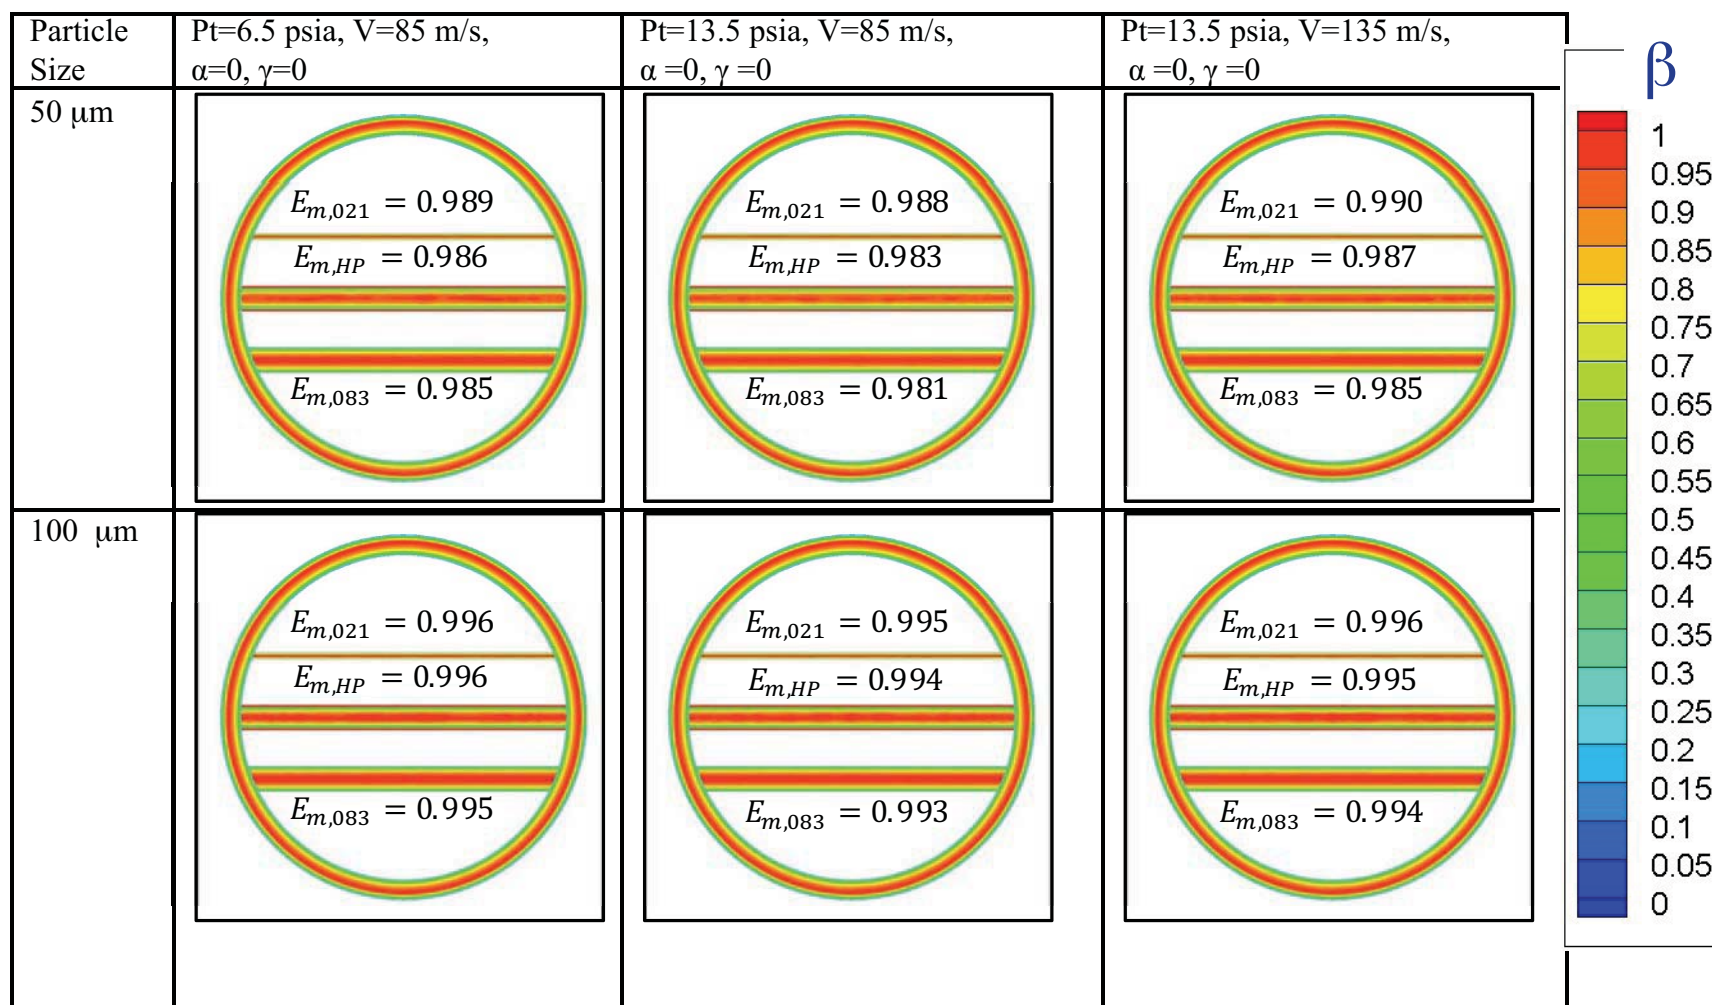 Particle
Size
Pt=6.5 psia, V=85 m/s,
α=0, γ=0
Pt=13.5 psia, V=85 m/s,
α =0, γ =0
Pt=13.5 psia, V=135 m/s,
α =0, γ =0
β
50 μm
E_{m,021} = 0.989
E_{m,HP} = 0.986
E_{m,083} = 0.985
E_{m,021} = 0.988
E_{m,HP} = 0.983
E_{m,083} = 0.981
E_{m,021} = 0.990
E_{m,HP} = 0.987
E_{m,083} = 0.985
100 μm
E_{m,021} = 0.996
E_{m,HP} = 0.996
E_{m,083} = 0.995
E_{m,021} = 0.995
E_{m,HP} = 0.994
E_{m,083} = 0.993
E_{m,021} = 0.996
E_{m,HP} = 0.995
E_{m,083} = 0.994
1
0.95
0.9
0.85
0.8
0.75
0.7
0.65
0.6
0.55
0.5
0.45
0.4
0.35
0.3
0.25
0.2
0.15
0.1
0.05
0